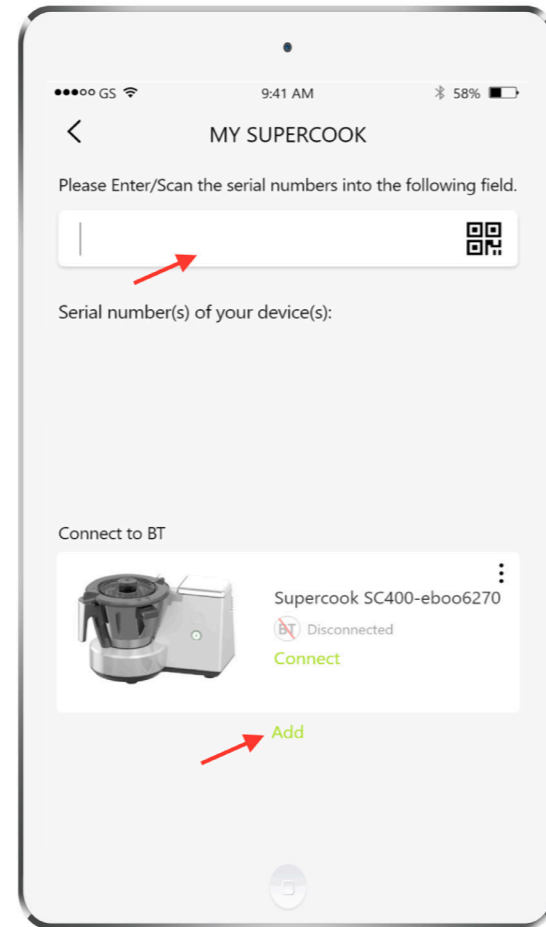 GS 9:41 AM 58%
MY SUPERCOOK
Please Enter/Scan the serial numbers into the following field.
Serial number(s) of your device(s):
Connect to BT
Supercook SC400-eboo6270
BT Disconnected
Connect
Add